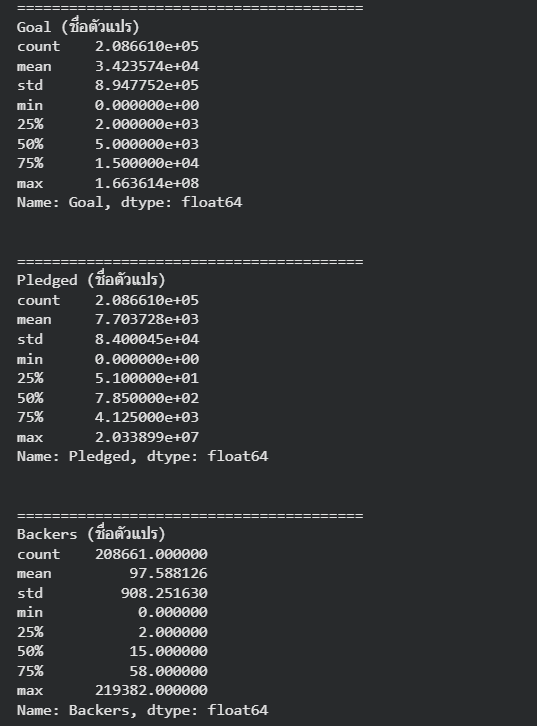 ========================================
Goal (ชื่อตัวแปร)
count    2.086610e+05
mean     3.423574e+04
std      8.947752e+05
min      0.000000e+00
25%      2.000000e+03
50%      5.000000e+03
75%      1.500000e+04
max      1.663614e+08
Name: Goal, dtype: float64
========================================
Pledged (ชื่อตัวแปร)
count    2.086610e+05
mean     7.703728e+03
std      8.400045e+04
min      0.000000e+00
25%      5.100000e+01
50%      7.850000e+02
75%      4.125000e+03
max      2.033899e+07
Name: Pledged, dtype: float64
========================================
Backers (ชื่อตัวแปร)
count    208661.000000
mean         97.588126
std         908.251630
min           0.000000
25%           2.000000
50%          15.000000
75%          58.000000
max      219382.000000
Name: Backers, dtype: float64